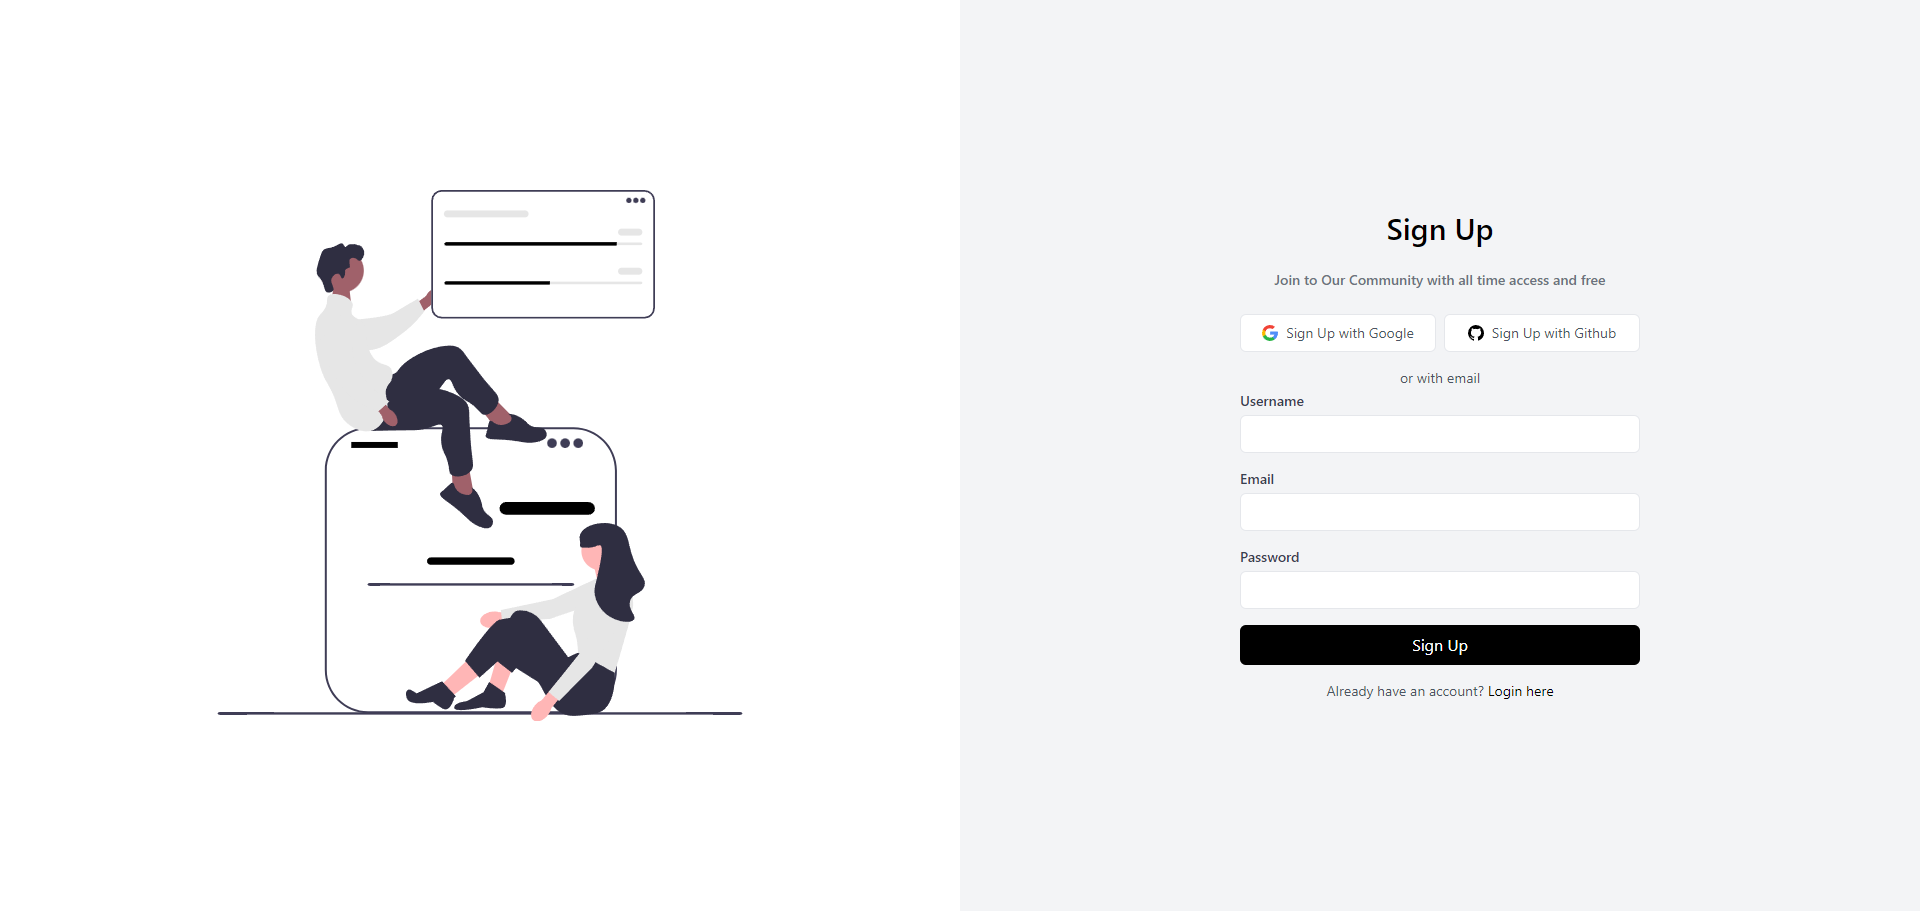 Sign Up
Join to Our Community with all time access and free
Sign Up with Google
Sign Up with Github
or with email
Username
Email
Password
Sign Up
Already have an account? Login here